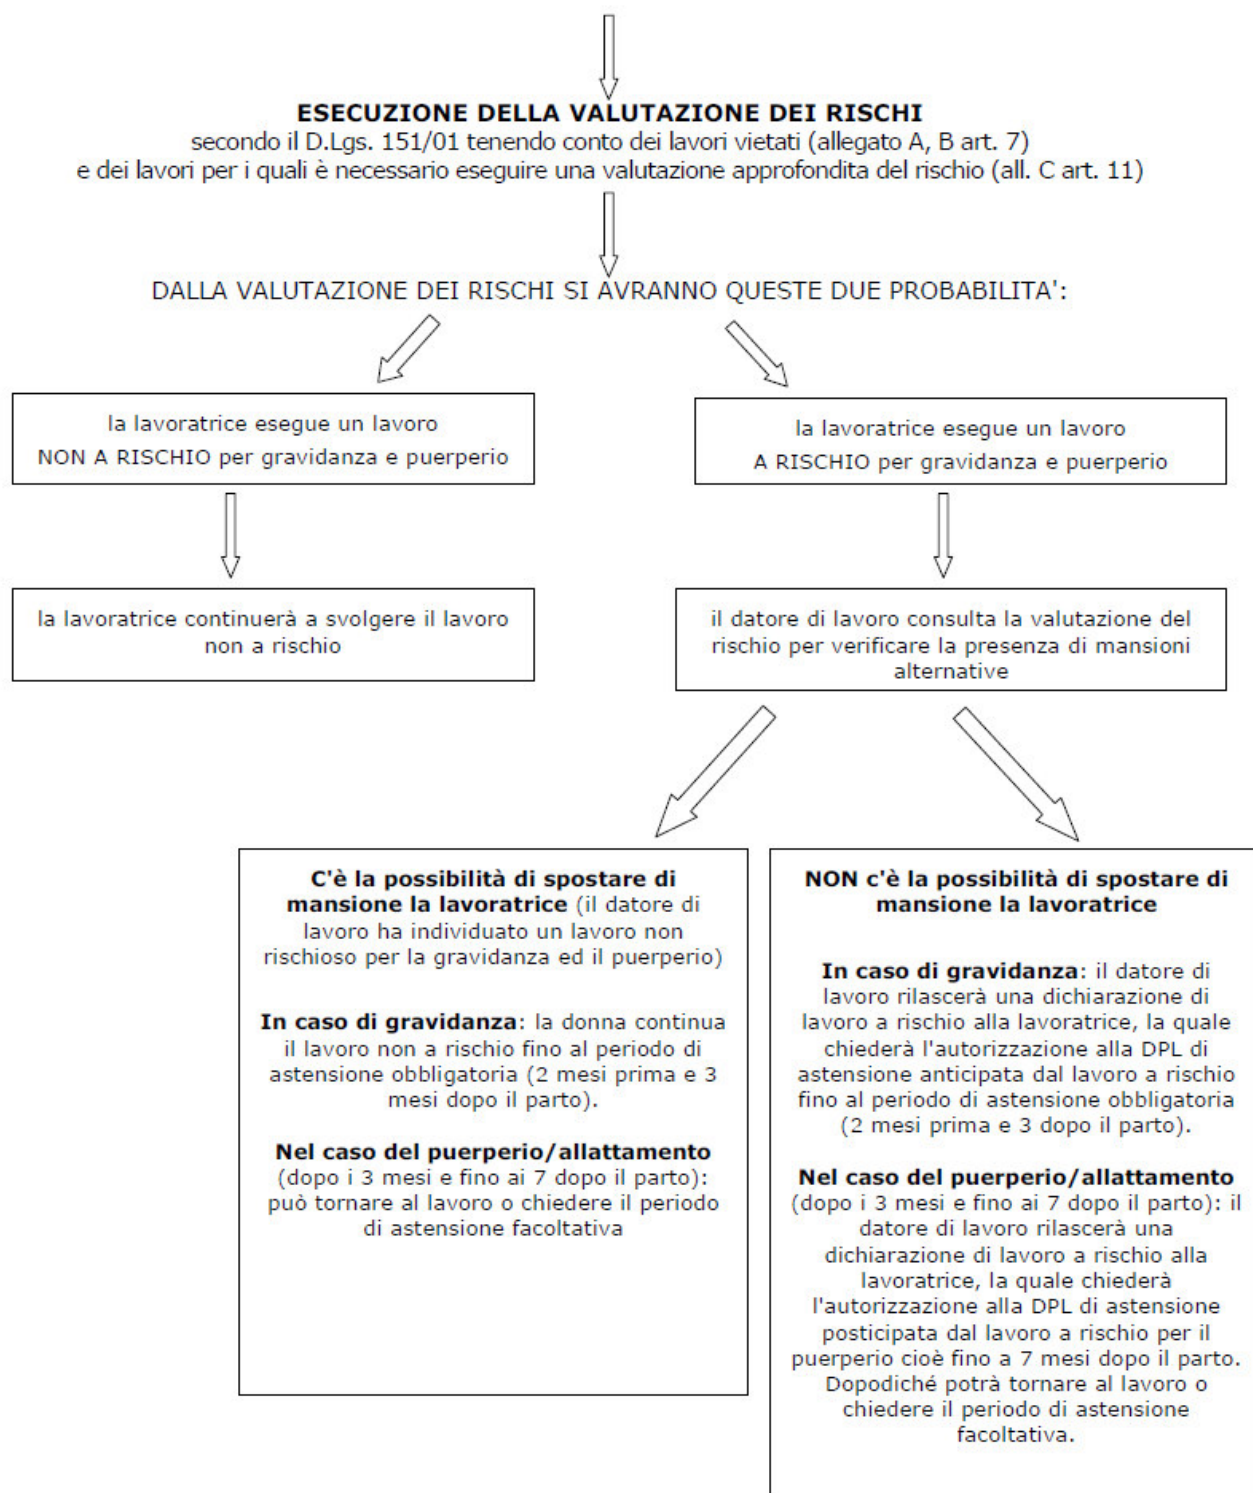 ESECUZIONE DELLA VALUTAZIONE DEI RISCHI
secondo il D.Lgs. 151/01 tenendo conto dei lavori vietati (allegato A, B art. 7)
e dei lavori per i quali è necessario eseguire una valutazione approfondita del rischio (all. C art. 11)
DALLA VALUTAZIONE DEI RISCHI SI AVRANNO QUESTE DUE PROBABILITA':
la lavoratrice esegue un lavoro
NON A RISCHIO per gravidanza e puerperio
la lavoratrice esegue un lavoro
A RISCHIO per gravidanza e puerperio
la lavoratrice continuerà a svolgere il lavoro
non a rischio
il datore di lavoro consulta la valutazione del
rischio per verificare la presenza di mansioni
alternative
C'è la possibilità di spostare di
mansione la lavoratrice (il datore di
lavoro ha individuato un lavoro non
rischioso per la gravidanza ed il puerperio)
In caso di gravidanza: la donna continua
il lavoro non a rischio fino al periodo di
astensione obbligatoria (2 mesi prima e 3
mesi dopo il parto).
Nel caso del puerperio/allattamento
(dopo i 3 mesi e fino ai 7 dopo il parto):
può tornare al lavoro o chiedere il periodo
di astensione facoltativa
NON c'è la possibilità di spostare di
mansione la lavoratrice
In caso di gravidanza: il datore di
lavoro rilascerà una dichiarazione di
lavoro a rischio alla lavoratrice, la quale
chiederà l'autorizzazione alla DPL di
astensione anticipata dal lavoro a rischio
fino al periodo di astensione obbligatoria
(2 mesi prima e 3 dopo il parto).
Nel caso del puerperio/allattamento
(dopo i 3 mesi e fino ai 7 dopo il parto): il
datore di lavoro rilascerà una
dichiarazione di lavoro a rischio alla
lavoratrice, la quale chiederà
l'autorizzazione alla DPL di astensione
posticipata dal lavoro a rischio per il
puerperio cioè fino a 7 mesi dopo il parto.
Dopodiché potrà tornare al lavoro o
chiedere il periodo di astensione
facoltativa.